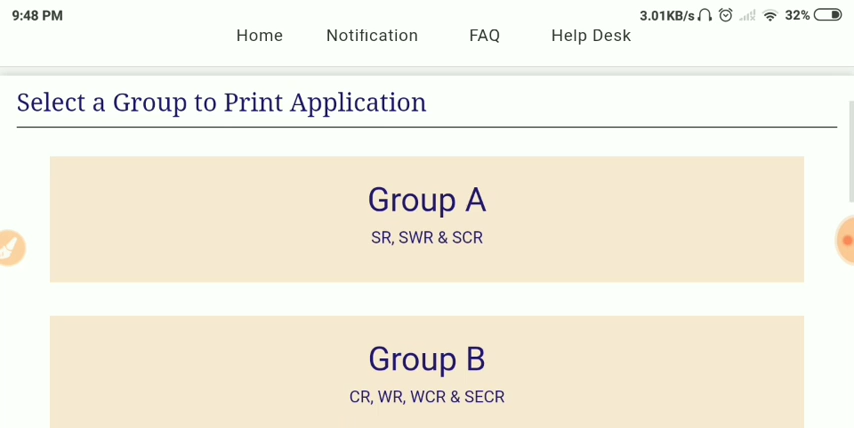 9:48 PM 3.01KB/s 32%
Home Notification FAQ Help Desk
Select a Group to Print Application
Group A
SR, SWR & SCR
Group B
CR, WR, WCR & SECR